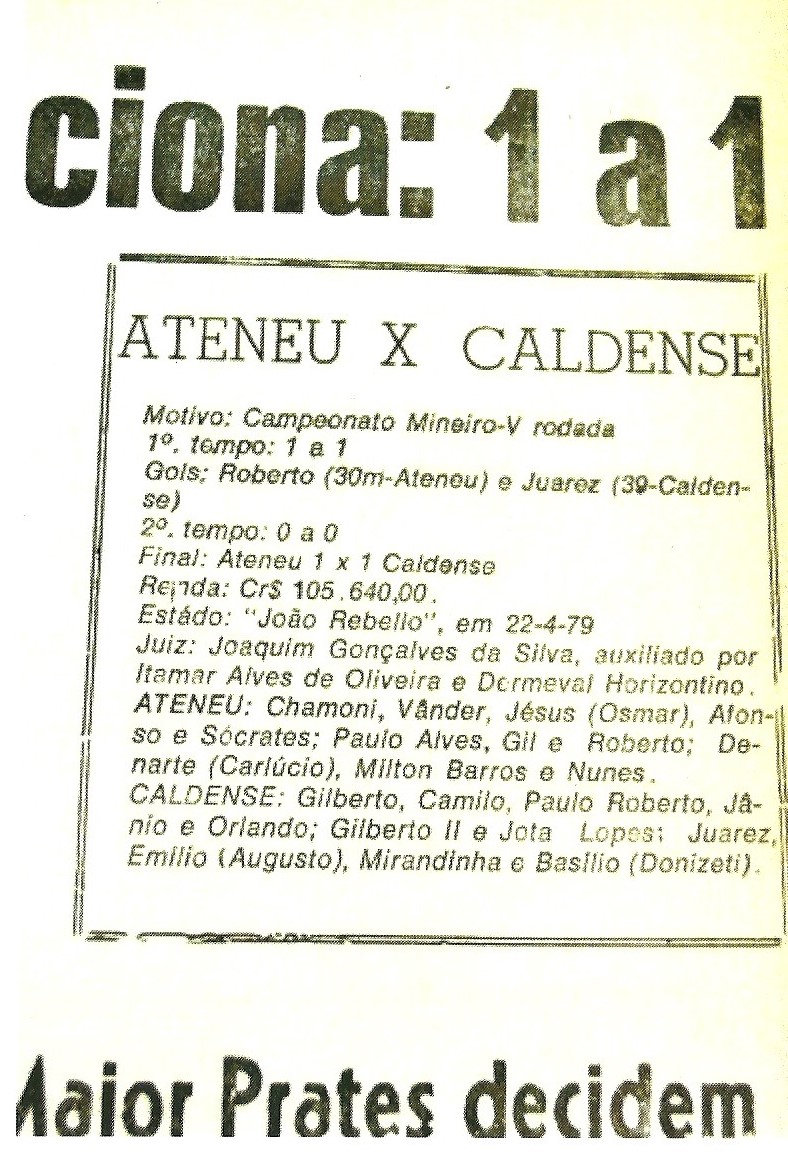 ciona: 1 a 1
ATENEU X CALDENSE
Motivo: Campeonato Mineiro-V rodada
1º. tempo: 1 a 1
Gols: Roberto (30m-Ateneu) e Juarez (39-Calden-
se)
2º. tempo: 0 a 0
Final: Ateneu 1 x 1 Caldense
Renda: Cr$ 105.640,00.
Estádo: "João Rebello", em 22-4-79
Juiz: Joaquim Gonçalves da Silva, auxiliado por
Itamar Alves de Oliveira e Dormeval Horizontino.
ATENEU: Chamoni, Vânder, Jésus (Osmar), Afon-
so e Sócrates; Paulo Alves, Gil e Roberto; De-
narte (Carlúcio), Milton Barros e Nunes.
CALDENSE: Gilberto, Camilo, Paulo Roberto, Jâ-
nio e Orlando; Gilberto II e Jota Lopes; Juarez,
Emílio (Augusto), Mirandinha e Basílio (Donizeti).
Maior Prates decidem